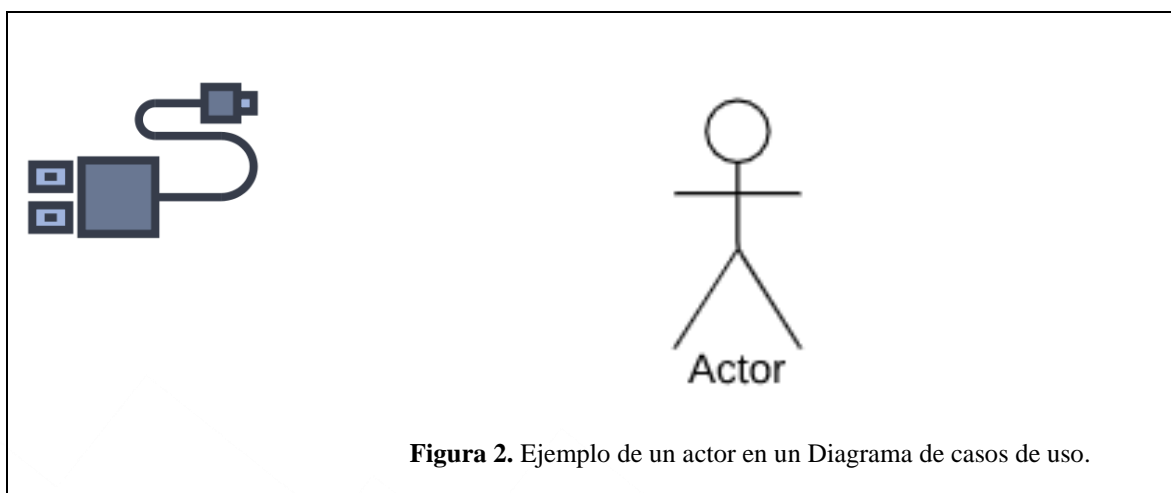 Actor
Figura 2. Ejemplo de un actor en un Diagrama de casos de uso.